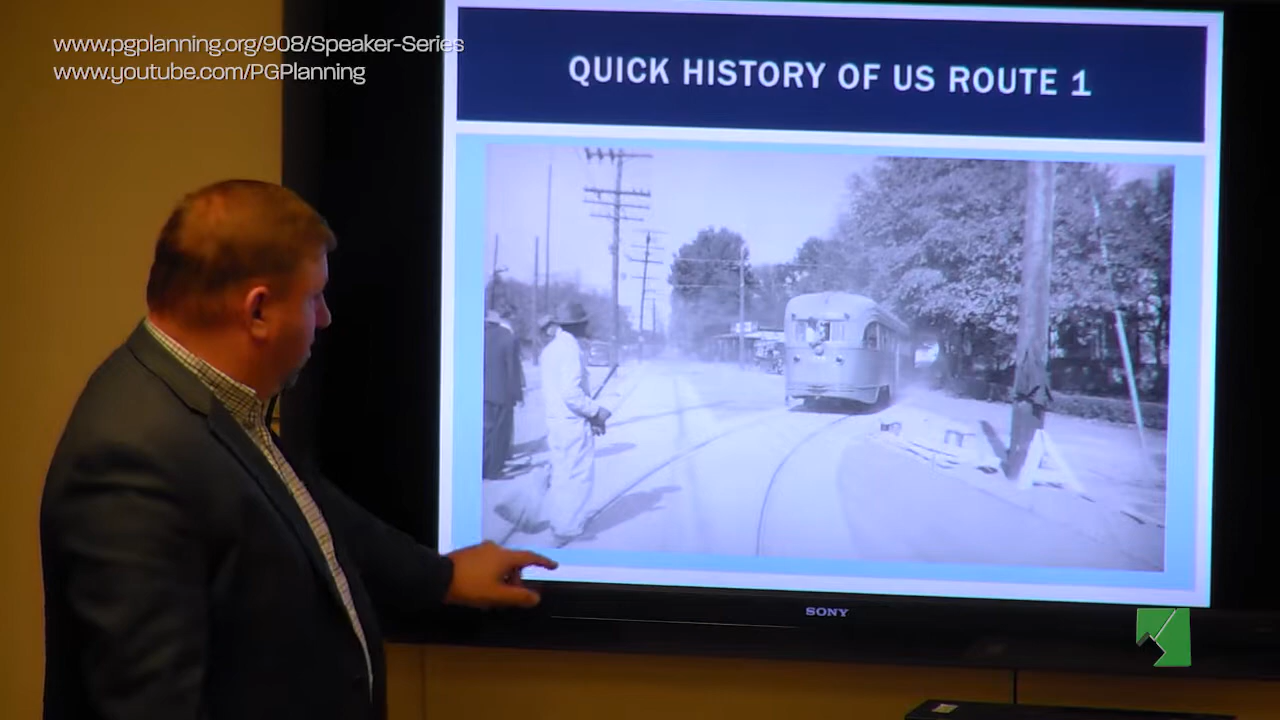 www.pgplanning.org/908/Speaker-Series
www.youtube.com/PGPlanning
QUICK HISTORY OF US ROUTE 1
SONY